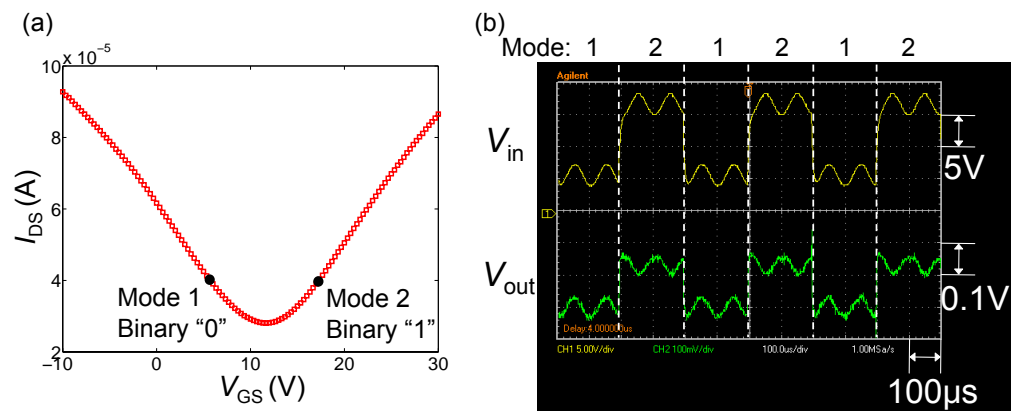 (a)
x 10⁻⁵
10
8
6
4
2
−10
0
10
20
30
I_DS (A)
V_GS (V)
Mode 1
Binary “0”
Mode 2
Binary “1”
(b)
Mode: 1 2 1 2 1 2
Agilent
V_in
5V
V_out
0.1V
Delay:4.000000us
CH1 5.00V/div CH2 100mV/div 100.0us/div 1.00MSa/s
100µs